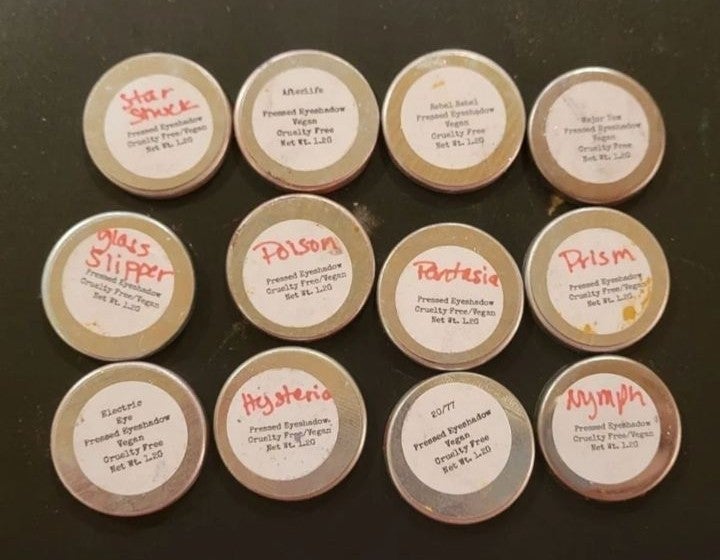 Star
Struck
Pressed Eyeshadow
Cruelty Free/Vegan
Net Wt. 1.2G
Afterlife
Pressed Eyeshadow
Vegan
Cruelty Free
Net Wt. 1.2G
Rebel Rebel
Pressed Eyeshadow
Vegan
Cruelty Free
Net Wt. 1.2G
Major Tom
Pressed Eyeshadow
Vegan
Cruelty Free
Net Wt. 1.2G
glass
Slipper
Pressed Eyeshadow
Cruelty Free/Vegan
Net Wt. 1.2G
Poison
Pressed Eyeshadow
Cruelty Free/Vegan
Net Wt. 1.2G
Pressed Eyeshadow
Cruelty Free/Vegan
Net Wt. 1.2G
Prism
Pressed Eyeshadow
Cruelty Free/Vegan
Net Wt. 1.2G
Electric
Eye
Pressed Eyeshadow
Vegan
Cruelty Free
Net Wt. 1.2G
Hysteria
Pressed Eyeshadow
Cruelty Free/Vegan
Net Wt. 1.2G
20/77
Pressed Eyeshadow
Vegan
Cruelty Free
Net Wt. 1.2G
Nymph
Pressed Eyeshadow
Cruelty Free/Vegan
Net Wt. 1.2G